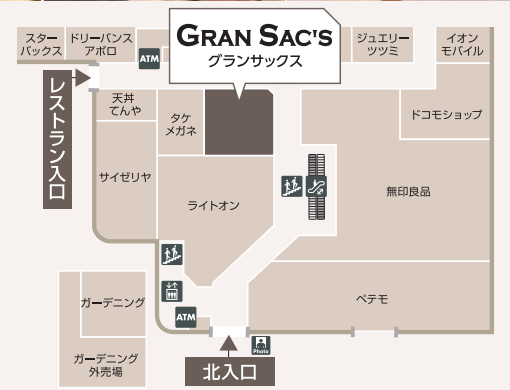 スター
バックス
ドリーバンス
アポロ
ATM
GRAN SAC'S
グランサックス
ジュエリー
ツツミ
イオン
モバイル
レストラン入口
天丼
てんや
タケ
メガネ
ドコモショップ
サイゼリヤ
ライトオン
無印良品
ペテモ
ATM
ガーデニング
ガーデニング
外売場
Photo
北入口